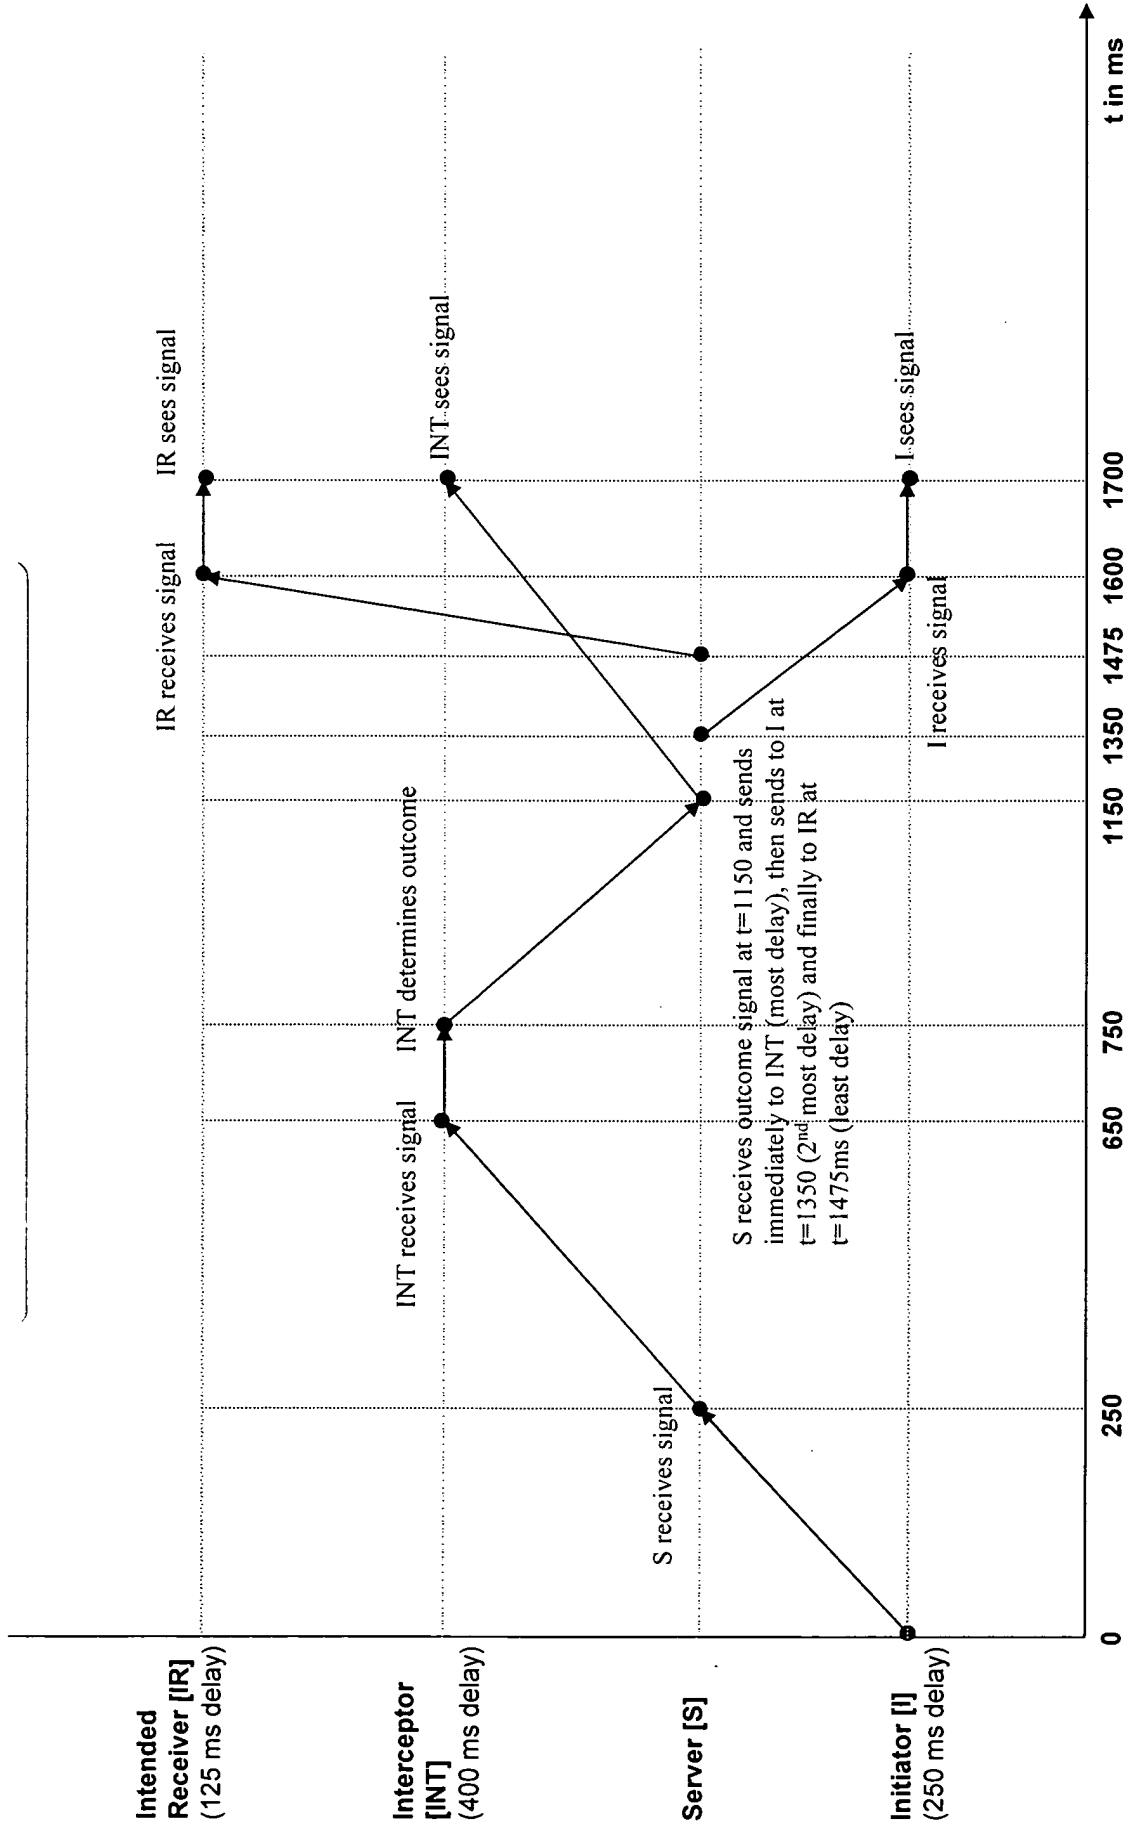 Intended
Receiver [IR]
(125 ms delay)
IR receives signal
IR sees signal
Interceptor
[INT]
(400 ms delay)
INT receives signal
INT determines outcome
INT sees signal
Server [S]
S receives signal
S receives outcome signal at t=1150 and sends
immediately to INT (most delay), then sends to I at
t=1350 (2nd most delay) and finally to IR at
t=1475ms (least delay)
Initiator [I]
(250 ms delay)
I receives signal
I sees signal
0
250
650
750
1150
1350
1475
1600
1700
t in ms